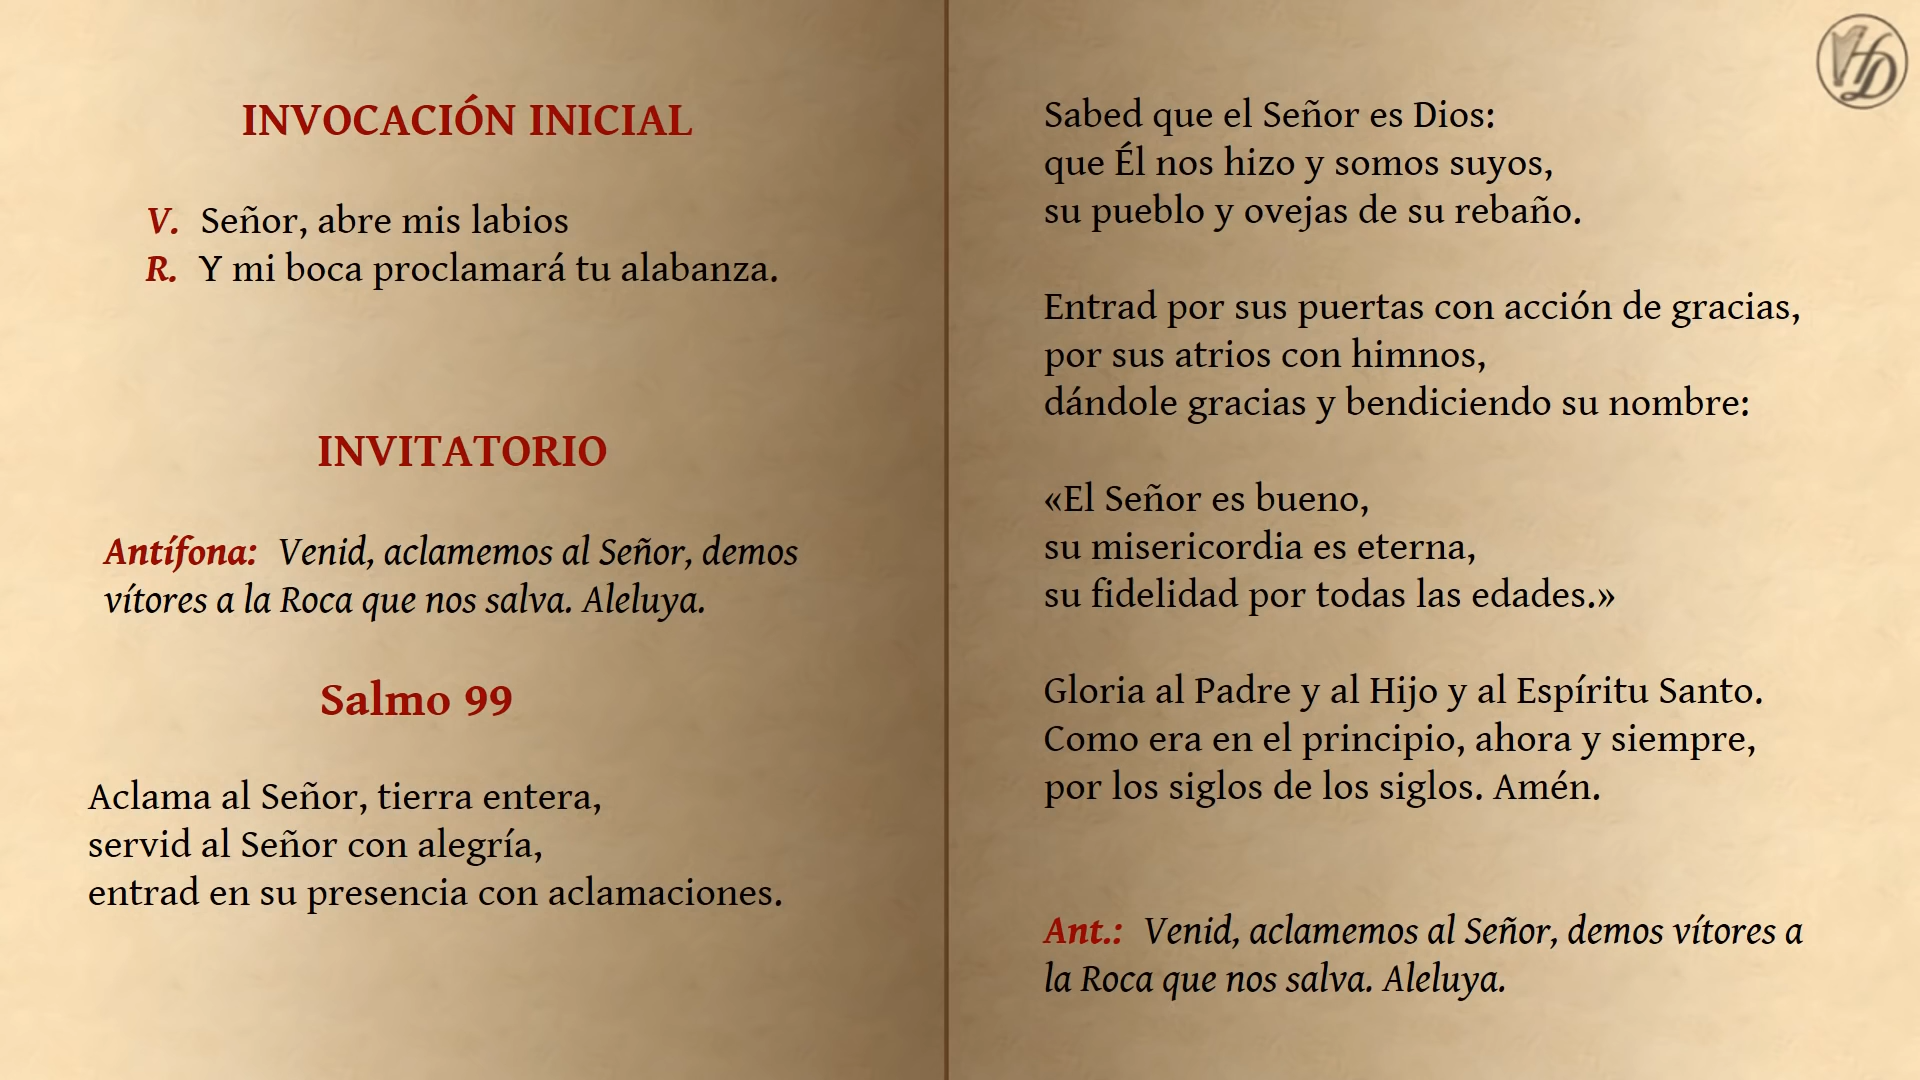 INVOCACIÓN INICIAL
V. Señor, abre mis labios
R. Y mi boca proclamará tu alabanza.
INVITATORIO
Antífona: Venid, aclamemos al Señor, demos
vítores a la Roca que nos salva. Aleluya.
Salmo 99
Aclama al Señor, tierra entera,
servid al Señor con alegría,
entrad en su presencia con aclamaciones.
Sabed que el Señor es Dios:
que Él nos hizo y somos suyos,
su pueblo y ovejas de su rebaño.
Entrad por sus puertas con acción de gracias,
por sus atrios con himnos,
dándole gracias y bendiciendo su nombre:
«El Señor es bueno,
su misericordia es eterna,
su fidelidad por todas las edades.»
Gloria al Padre y al Hijo y al Espíritu Santo.
Como era en el principio, ahora y siempre,
por los siglos de los siglos. Amén.
Ant.: Venid, aclamemos al Señor, demos vítores a
la Roca que nos salva. Aleluya.
HD